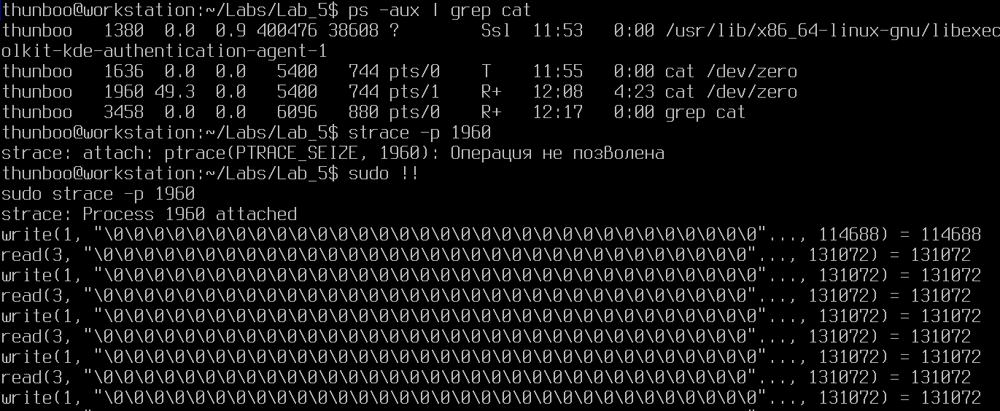 thunboo@workstation:~/Labs/Lab_5$ ps -aux | grep cat
thunboo   1380  0.0  0.9 400476 38608 ?        Ssl  11:53   0:00 /usr/lib/x86_64-linux-gnu/libexec
olkit-kde-authentication-agent-1
thunboo   1636  0.0  0.0   5400   744 pts/0    T    11:55   0:00 cat /dev/zero
thunboo   1960 49.3  0.0   5400   744 pts/1    R+   12:08   4:23 cat /dev/zero
thunboo   3458  0.0  0.0   6096   880 pts/0    R+   12:17   0:00 grep cat
thunboo@workstation:~/Labs/Lab_5$ strace -p 1960
strace: attach: ptrace(PTRACE_SEIZE, 1960): Операция не позволена
thunboo@workstation:~/Labs/Lab_5$ sudo !!
sudo strace -p 1960
strace: Process 1960 attached
write(1, "\0\0\0\0\0\0\0\0\0\0\0\0\0\0\0\0\0\0\0\0\0\0\0\0\0\0\0\0\0\0\0\0"..., 114688) = 114688
read(3, "\0\0\0\0\0\0\0\0\0\0\0\0\0\0\0\0\0\0\0\0\0\0\0\0\0\0\0\0\0\0\0\0"..., 131072) = 131072
write(1, "\0\0\0\0\0\0\0\0\0\0\0\0\0\0\0\0\0\0\0\0\0\0\0\0\0\0\0\0\0\0\0\0"..., 131072) = 131072
read(3, "\0\0\0\0\0\0\0\0\0\0\0\0\0\0\0\0\0\0\0\0\0\0\0\0\0\0\0\0\0\0\0\0"..., 131072) = 131072
write(1, "\0\0\0\0\0\0\0\0\0\0\0\0\0\0\0\0\0\0\0\0\0\0\0\0\0\0\0\0\0\0\0\0"..., 131072) = 131072
read(3, "\0\0\0\0\0\0\0\0\0\0\0\0\0\0\0\0\0\0\0\0\0\0\0\0\0\0\0\0\0\0\0\0"..., 131072) = 131072
write(1, "\0\0\0\0\0\0\0\0\0\0\0\0\0\0\0\0\0\0\0\0\0\0\0\0\0\0\0\0\0\0\0\0"..., 131072) = 131072
read(3, "\0\0\0\0\0\0\0\0\0\0\0\0\0\0\0\0\0\0\0\0\0\0\0\0\0\0\0\0\0\0\0\0"..., 131072) = 131072
write(1, "\0\0\0\0\0\0\0\0\0\0\0\0\0\0\0\0\0\0\0\0\0\0\0\0\0\0\0\0\0\0\0\0"..., 131072) = 131072